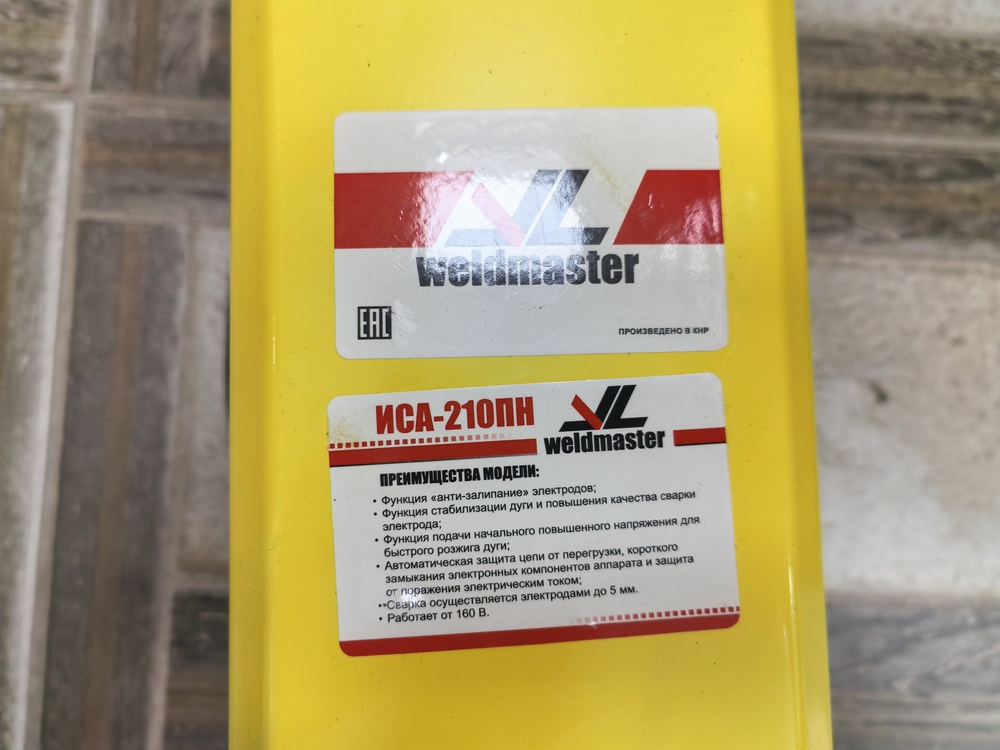 weldmaster
EAC
ПРОИЗВЕДЕНО В КНР
ИСА-210ПН
weldmaster
ПРЕИМУЩЕСТВА МОДЕЛИ:
• Функция «анти-залипание» электродов;
• Функция стабилизации дуги и повышения качества сварки
электрода;
• Функция подачи начального повышенного напряжения для
быстрого розжига дуги;
• Автоматическая защита цепи от перегрузки, короткого
замыкания электронных компонентов аппарата и защита
от поражения электрическим током;
• Сварка осуществляется электродами до 5 мм.
• Работает от 160 В.